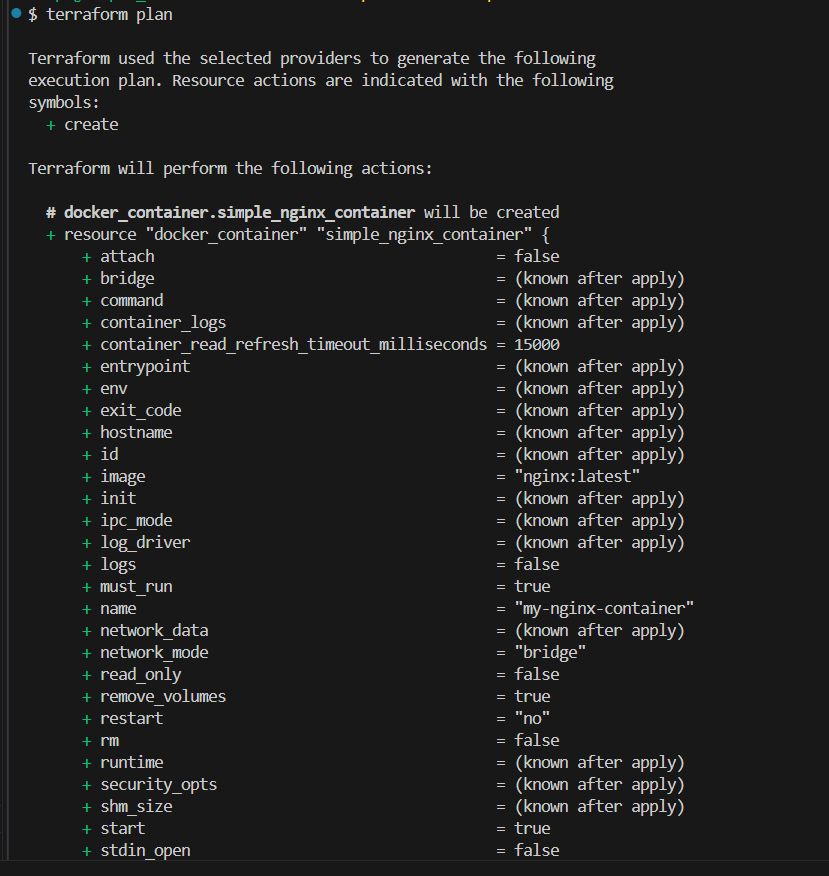 $ terraform plan
Terraform used the selected providers to generate the following
execution plan. Resource actions are indicated with the following
symbols:
+ create
Terraform will perform the following actions:
# docker_container.simple_nginx_container will be created
+ resource "docker_container" "simple_nginx_container" {
+ attach = false
+ bridge = (known after apply)
+ command = (known after apply)
+ container_logs = (known after apply)
+ container_read_refresh_timeout_milliseconds = 15000
+ entrypoint = (known after apply)
+ env = (known after apply)
+ exit_code = (known after apply)
+ hostname = (known after apply)
+ id = (known after apply)
+ image = "nginx:latest"
+ init = (known after apply)
+ ipc_mode = (known after apply)
+ log_driver = (known after apply)
+ logs = false
+ must_run = true
+ name = "my-nginx-container"
+ network_data = (known after apply)
+ network_mode = "bridge"
+ read_only = false
+ remove_volumes = true
+ restart = "no"
+ rm = false
+ runtime = (known after apply)
+ security_opts = (known after apply)
+ shm_size = (known after apply)
+ start = true
+ stdin_open = false